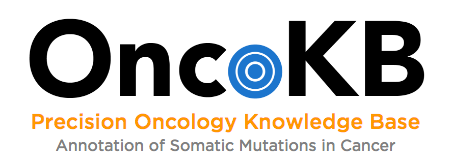 OncoKB
Precision Oncology Knowledge Base
Annotation of Somatic Mutations in Cancer